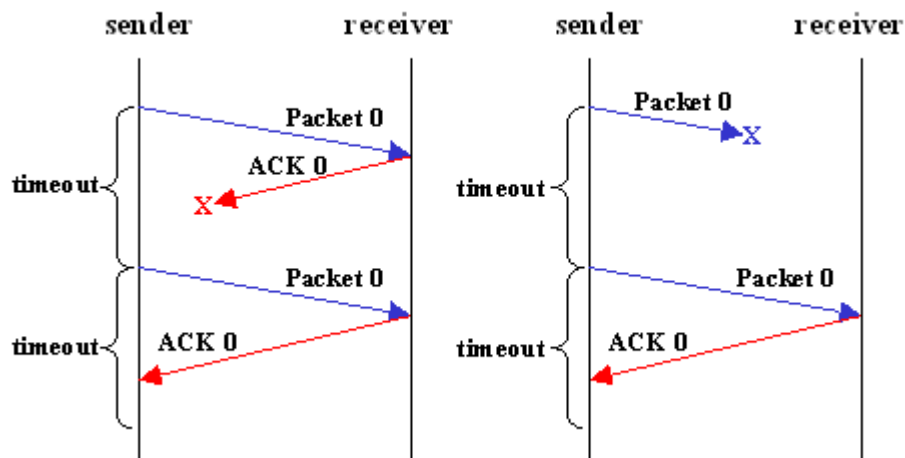 sender receiver sender receiver
Packet 0 Packet 0
ACK 0
timeout timeout
X X
Packet 0 Packet 0
ACK 0 ACK 0
timeout timeout